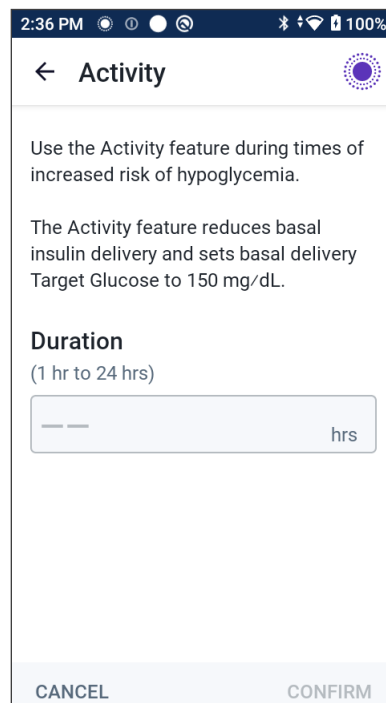 2:36 PM 100%
Activity
Use the Activity feature during times of
increased risk of hypoglycemia.
The Activity feature reduces basal
insulin delivery and sets basal delivery
Target Glucose to 150 mg/dL.
Duration
(1 hr to 24 hrs)
— — hrs
CANCEL CONFIRM